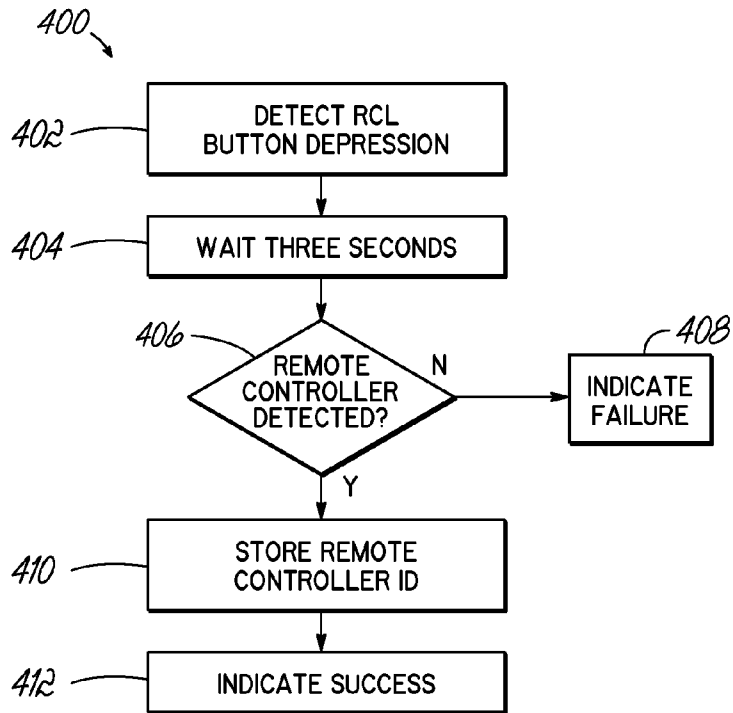 400
402
DETECT RCL
BUTTON DEPRESSION
404
WAIT THREE SECONDS
406
REMOTE
CONTROLLER
DETECTED?
N
408
INDICATE
FAILURE
Y
410
STORE REMOTE
CONTROLLER ID
412
INDICATE SUCCESS